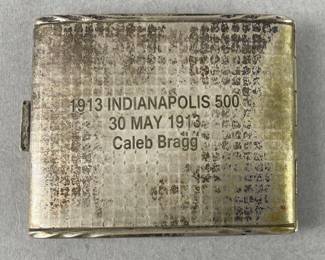 1913 INDIANAPOLIS 500
30 MAY 1913
Caleb Bragg